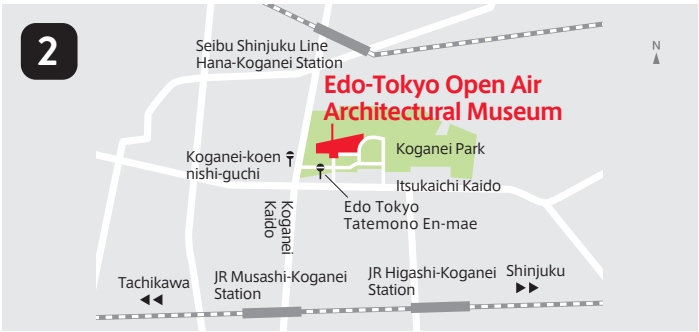 2
Seibu Shinjuku Line
Hana-Koganei Station
N
Edo-Tokyo Open Air
Architectural Museum
Koganei Park
Koganei-koen
nishi-guchi
Itsukaichi Kaido
Edo Tokyo
Tatemono En-mae
Koganei
Kaido
Tachikawa
JR Musashi-Koganei
Station
JR Higashi-Koganei
Station
Shinjuku